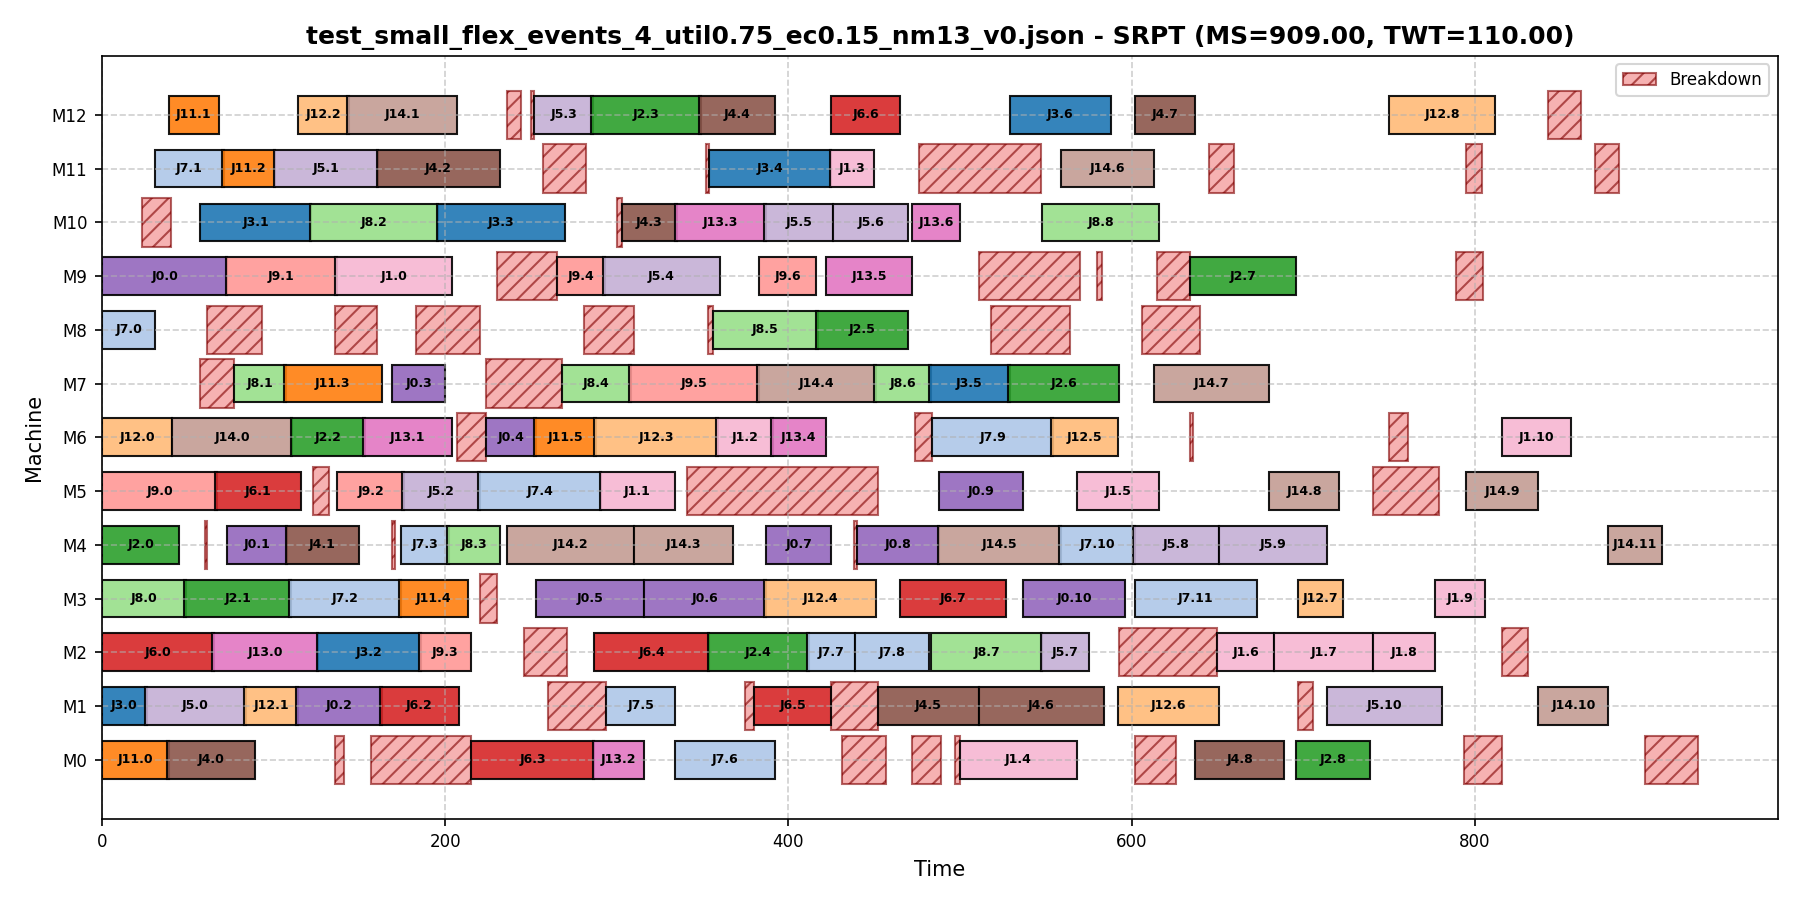 test_small_flex_events_4_util0.75_ec0.15_nm13_v0.json - SRPT (MS=909.00, TWT=110.00)
Breakdown
M12 J11.1 J12.2 J14.1 J5.3 J2.3 J4.4 J6.6 J3.6 J4.7 J12.8
M11 J7.1 J11.2 J5.1 J4.2 J3.4 J1.3 J14.6
M10 J3.1 J8.2 J3.3 J4.3 J13.3 J5.5 J5.6 J13.6 J8.8
M9 J0.0 J9.1 J1.0 J9.4 J5.4 J9.6 J13.5 J2.7
M8 J7.0 J8.5 J2.5
M7 J8.1 J11.3 J0.3 J8.4 J9.5 J14.4 J8.6 J3.5 J2.6 J14.7
M6 J12.0 J14.0 J2.2 J13.1 J0.4 J11.5 J12.3 J1.2 J13.4 J7.9 J12.5 J1.10
M5 J9.0 J6.1 J9.2 J5.2 J7.4 J1.1 J0.9 J1.5 J14.8 J14.9
M4 J2.0 J0.1 J4.1 J7.3 J8.3 J14.2 J14.3 J0.7 J0.8 J14.5 J7.10 J5.8 J5.9 J14.11
M3 J8.0 J2.1 J7.2 J11.4 J0.5 J0.6 J12.4 J6.7 J0.10 J7.11 J12.7 J1.9
M2 J6.0 J13.0 J3.2 J9.3 J6.4 J2.4 J7.7 J7.8 J8.7 J5.7 J1.6 J1.7 J1.8
M1 J3.0 J5.0 J12.1 J0.2 J6.2 J7.5 J6.5 J4.5 J4.6 J12.6 J5.10 J14.10
M0 J11.0 J4.0 J6.3 J13.2 J7.6 J1.4 J4.8 J2.8
0 200 400 600 800
Time
Machine